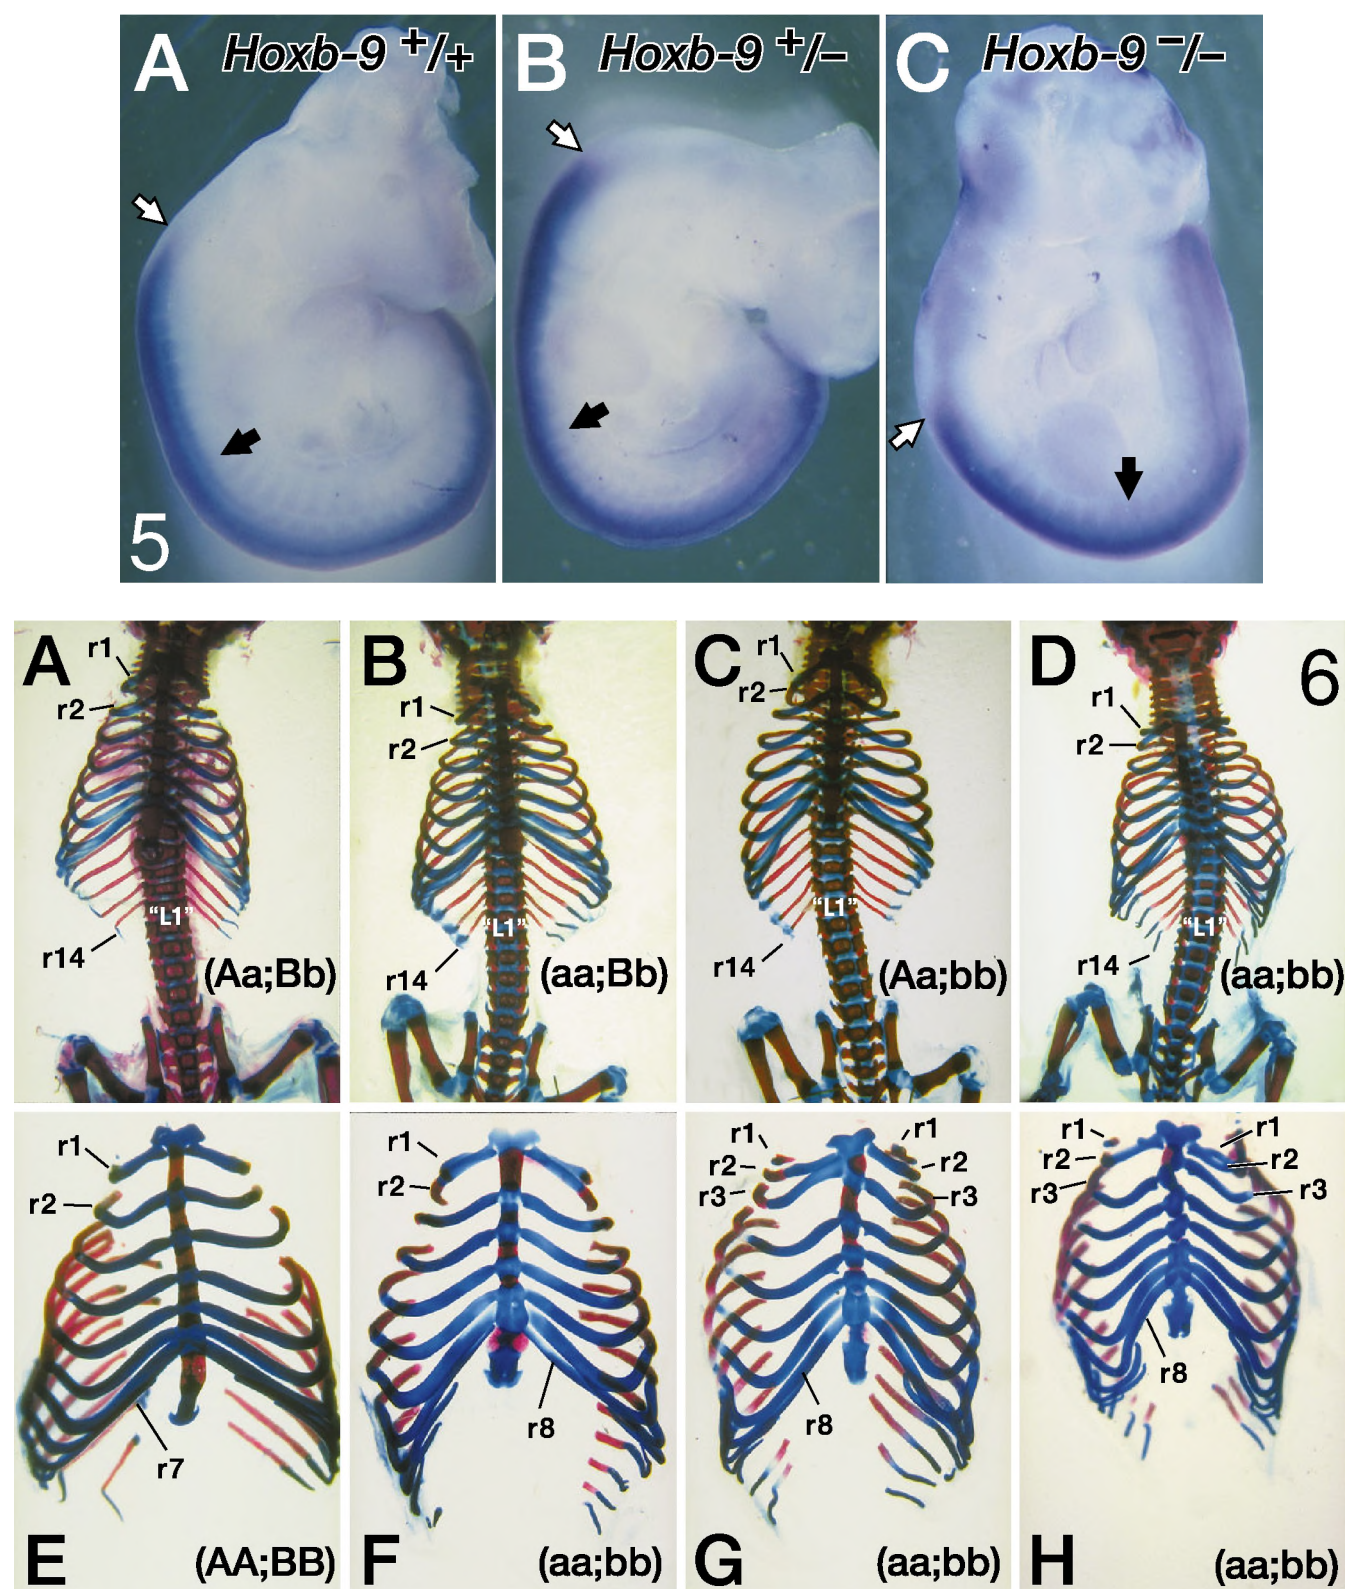 A Hoxb-9 +/+
B Hoxb-9 +/–
C Hoxb-9 –/–
5
A
r1
r2
"L1"
r14
(Aa;Bb)
B
r1
r2
"L1"
r14
(aa;Bb)
C
r1
r2
"L1"
r14
(Aa;bb)
D
6
r1
r2
"L1"
r14
(aa;bb)
r1
r2
r7
E
(AA;BB)
r1
r2
r8
F
(aa;bb)
r1
r1
r2
r2
r3
r3
r8
G
(aa;bb)
r1
r1
r2
r2
r3
r3
r8
H
(aa;bb)